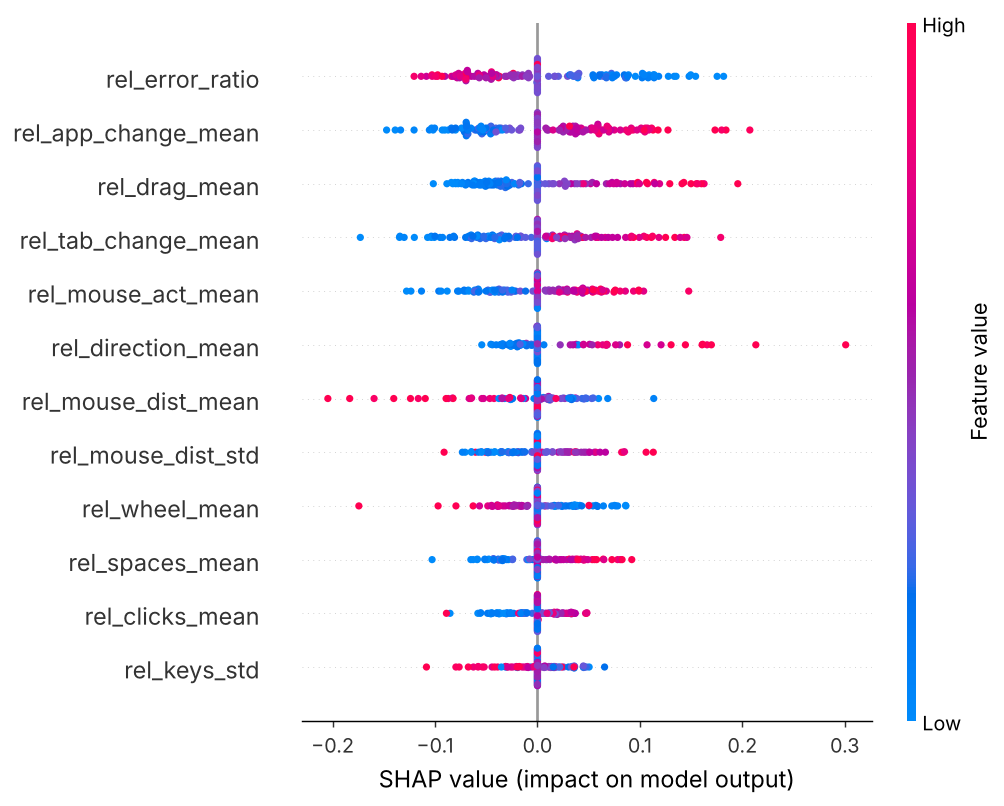 High
rel_error_ratio
rel_app_change_mean
rel_drag_mean
rel_tab_change_mean
rel_mouse_act_mean
rel_direction_mean
rel_mouse_dist_mean
rel_mouse_dist_std
rel_wheel_mean
rel_spaces_mean
rel_clicks_mean
rel_keys_std
Feature value
Low
−0.2 −0.1 0.0 0.1 0.2 0.3
SHAP value (impact on model output)